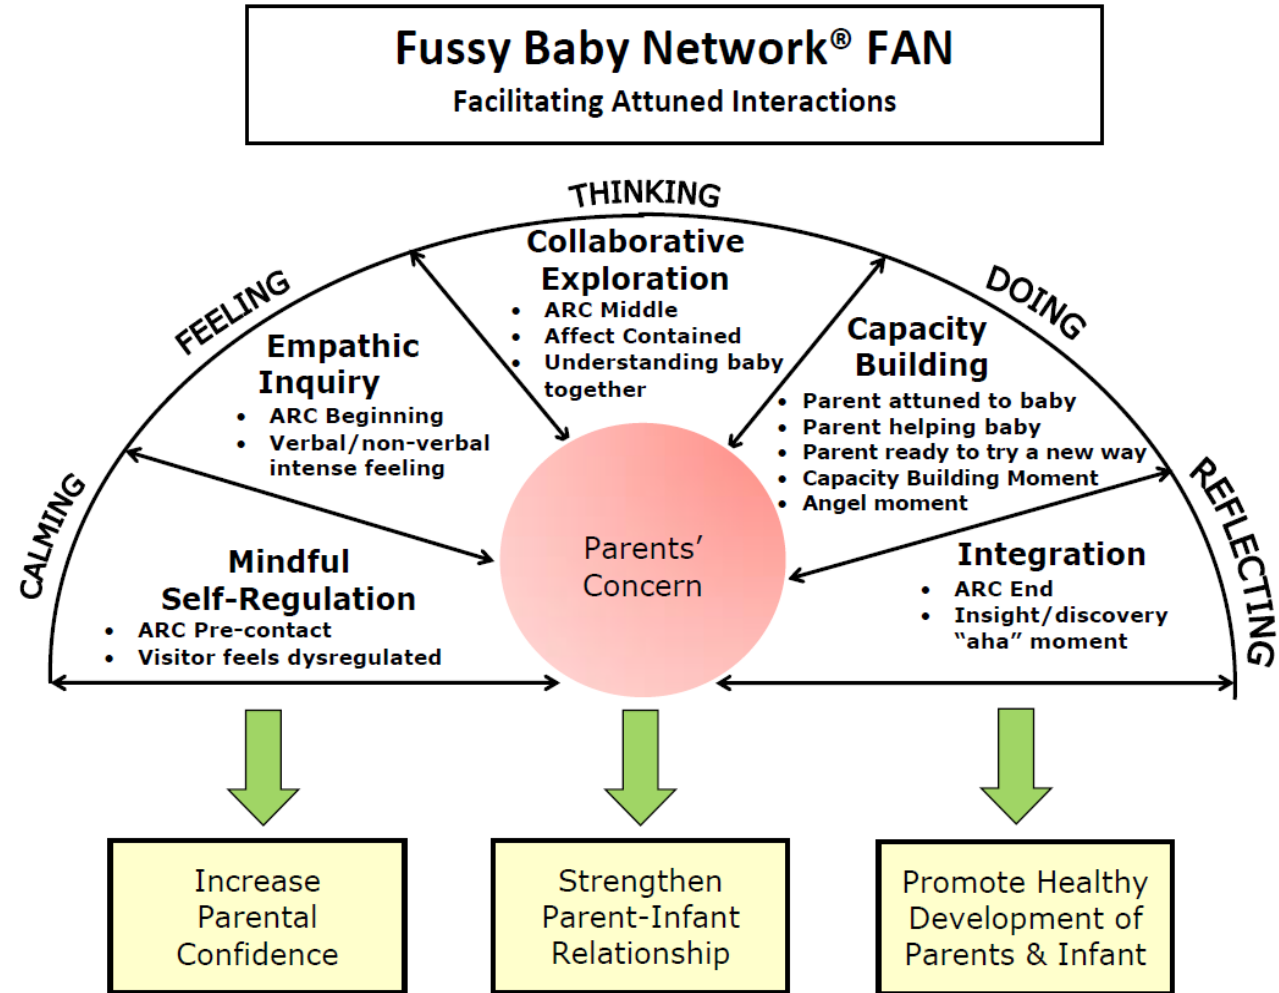 Fussy Baby Network® FAN
Facilitating Attuned Interactions
CALMING
Mindful
Self-Regulation
• ARC Pre-contact
• Visitor feels dysregulated
FEELING
Empathic
Inquiry
• ARC Beginning
• Verbal/non-verbal
intense feeling
THINKING
Collaborative
Exploration
• ARC Middle
• Affect Contained
• Understanding baby
together
DOING
Capacity
Building
• Parent attuned to baby
• Parent helping baby
• Parent ready to try a new way
• Capacity Building Moment
• Angel moment
REFLECTING
Integration
• ARC End
• Insight/discovery
“aha” moment
Parents’
Concern
Increase
Parental
Confidence
Strengthen
Parent-Infant
Relationship
Promote Healthy
Development of
Parents & Infant